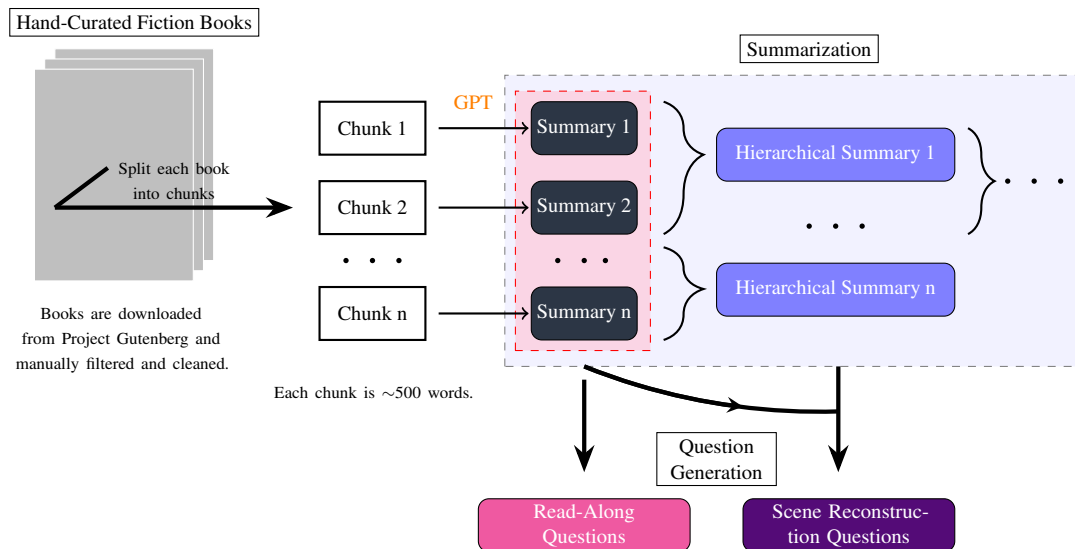 Hand-Curated Fiction Books
Split each book
into chunks
Books are downloaded
from Project Gutenberg and
manually filtered and cleaned.
Chunk 1
Chunk 2
. . .
Chunk n
Each chunk is ~500 words.
GPT
Summarization
Summary 1
Summary 2
. . .
Summary n
Hierarchical Summary 1
. . .
Hierarchical Summary n
. . .
Question
Generation
Read-Along
Questions
Scene Reconstruc-
tion Questions